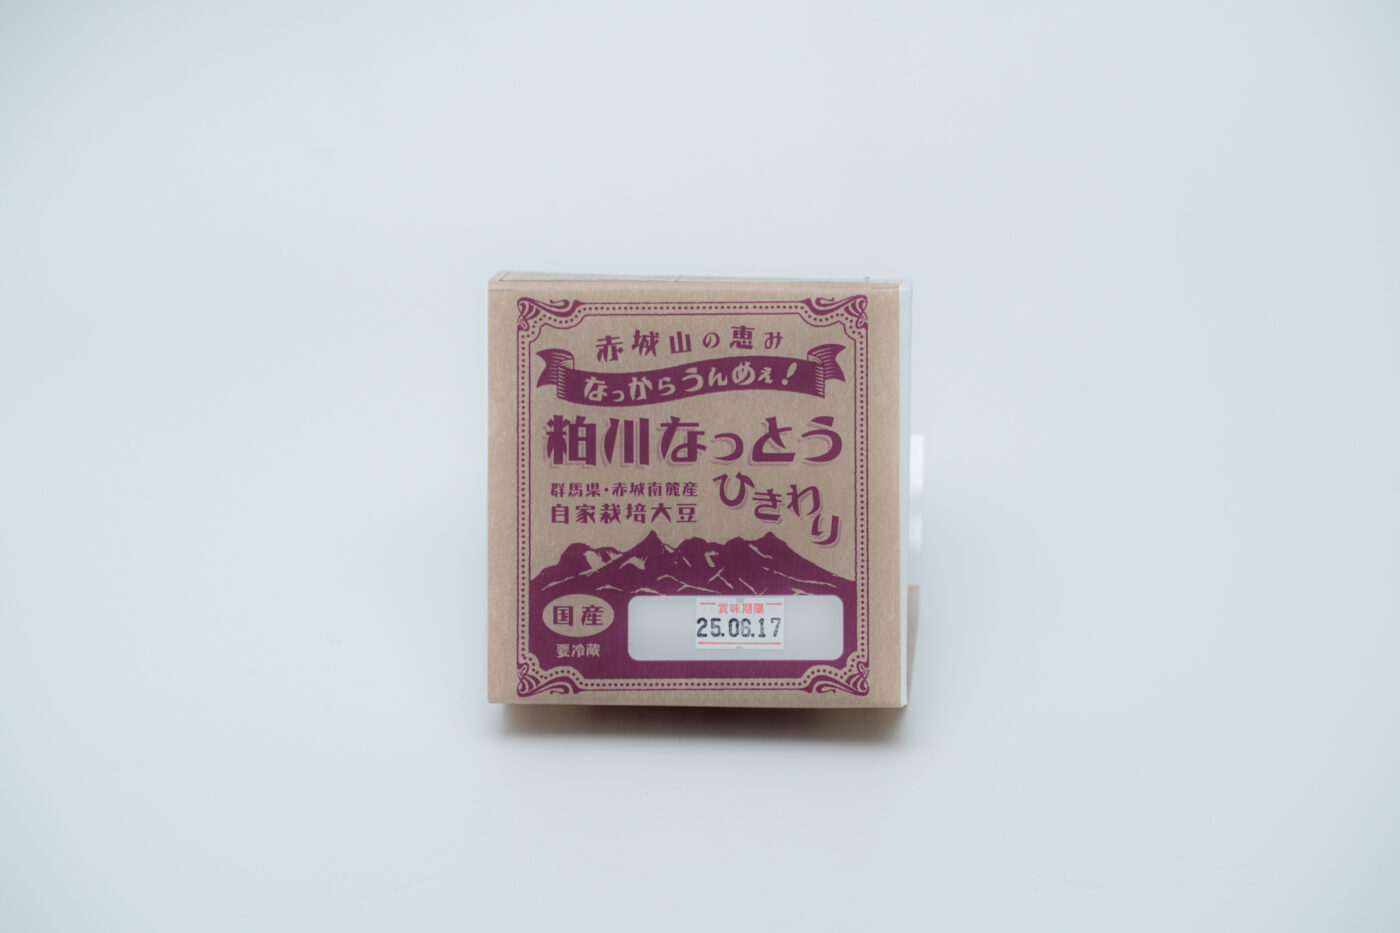 赤城山の恵み
なっからうんめぇ!
粕川なっとう
ひきわり
群馬県・赤城南麓産
自家栽培大豆
国産
要冷蔵
賞味期限
25.06.17